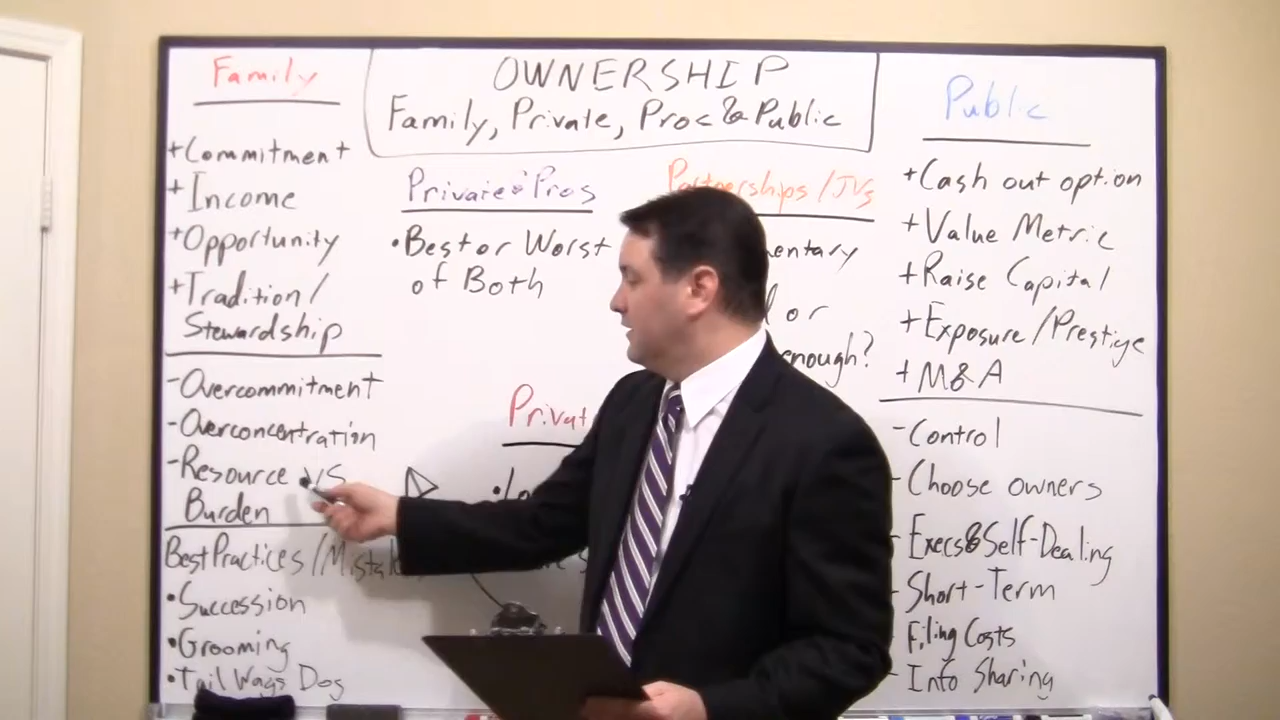 OWNERSHIP
Family, Private, Proc & Public
Family
+Commitment
+Income
+Opportunity
+Tradition/
Stewardship
-Overcommitment
-Overconcentration
-Resource VS
Burden
Best Practices/
•Succession
•Grooming
•Tail Wags Dog
Private Pros
•Best or Worst
of Both
Partnerships/JVs
or
enough?
Public
+Cash out option
+Value Metric
+Raise Capital
+Exposure/Prestige
+M&A
-Control
-Choose owners
-Execs & Self-Dealing
-Short-Term
-Filing Costs
-Info Sharing